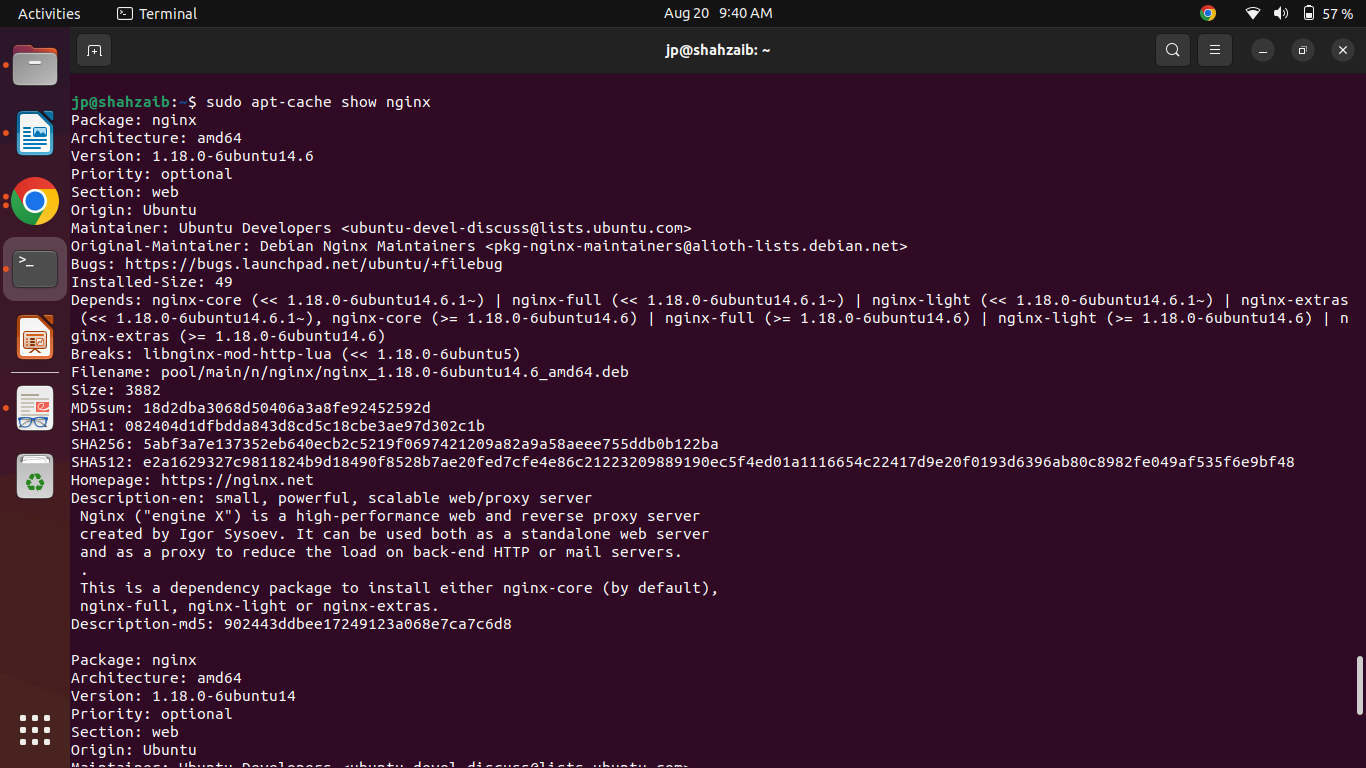 Activities
Terminal
Aug 20 9:40 AM
57 %
jp@shahzaib: ~
jp@shahzaib:~$ sudo apt-cache show nginx
Package: nginx
Architecture: amd64
Version: 1.18.0-6ubuntu14.6
Priority: optional
Section: web
Origin: Ubuntu
Maintainer: Ubuntu Developers <ubuntu-devel-discuss@lists.ubuntu.com>
Original-Maintainer: Debian Nginx Maintainers <pkg-nginx-maintainers@alioth-lists.debian.net>
Bugs: https://bugs.launchpad.net/ubuntu/+filebug
Installed-Size: 49
Depends: nginx-core (<< 1.18.0-6ubuntu14.6.1~) | nginx-full (<< 1.18.0-6ubuntu14.6.1~) | nginx-light (<< 1.18.0-6ubuntu14.6.1~) | nginx-extras
(<< 1.18.0-6ubuntu14.6.1~), nginx-core (>= 1.18.0-6ubuntu14.6) | nginx-full (>= 1.18.0-6ubuntu14.6) | nginx-light (>= 1.18.0-6ubuntu14.6) | n
ginx-extras (>= 1.18.0-6ubuntu14.6)
Breaks: libnginx-mod-http-lua (<< 1.18.0-6ubuntu5)
Filename: pool/main/n/nginx/nginx_1.18.0-6ubuntu14.6_amd64.deb
Size: 3882
MD5sum: 18d2dba3068d50406a3a8fe92452592d
SHA1: 082404d1dfbdda843d8cd5c18cbe3ae97d302c1b
SHA256: 5abf3a7e137352eb640ecb2c5219f0697421209a82a9a58aeee755ddb0b122ba
SHA512: e2a1629327c9811824b9d18490f8528b7ae20fed7cfe4e86c21223209889190ec5f4ed01a1116654c22417d9e20f0193d6396ab80c8982fe049af535f6e9bf48
Homepage: https://nginx.net
Description-en: small, powerful, scalable web/proxy server
Nginx ("engine X") is a high-performance web and reverse proxy server
created by Igor Sysoev. It can be used both as a standalone web server
and as a proxy to reduce the load on back-end HTTP or mail servers.
.
This is a dependency package to install either nginx-core (by default),
nginx-full, nginx-light or nginx-extras.
Description-md5: 902443ddbee17249123a068e7ca7c6d8
Package: nginx
Architecture: amd64
Version: 1.18.0-6ubuntu14
Priority: optional
Section: web
Origin: Ubuntu
Maintainer: Ubuntu Developers <ubuntu-devel-discuss@lists.ubuntu.com>